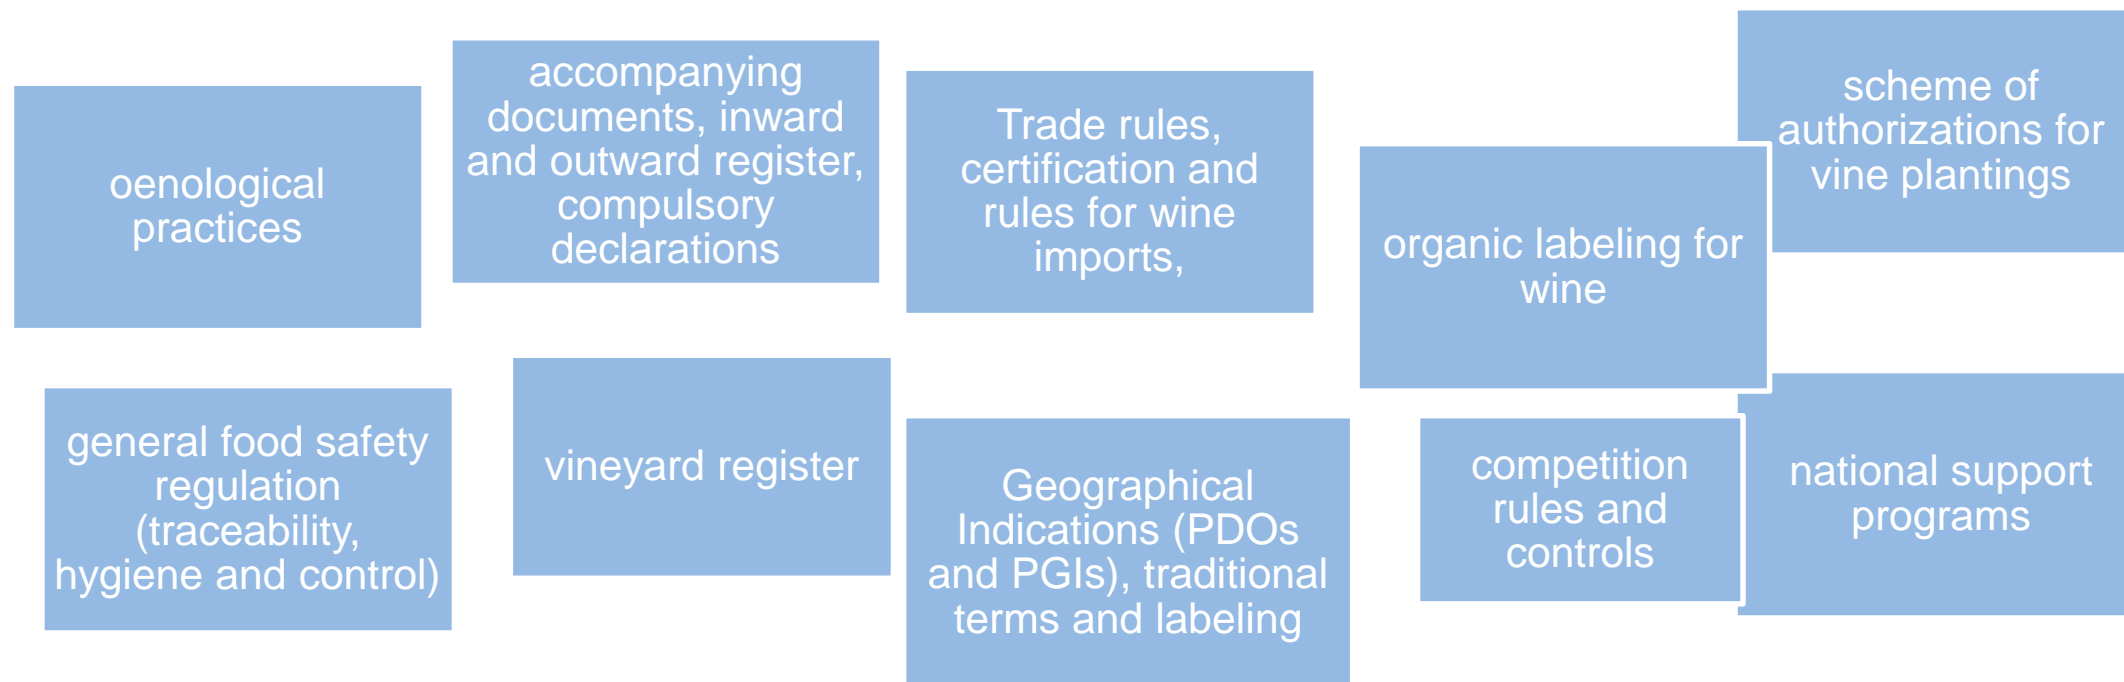 oenological
practices
accompanying
documents, inward
and outward register,
compulsory
declarations
Trade rules,
certification and
rules for wine
imports,
organic labeling for
wine
scheme of
authorizations for
vine plantings
general food safety
regulation
(traceability,
hygiene and control)
vineyard register
Geographical
Indications (PDOs
and PGIs), traditional
terms and labeling
competition
rules and
controls
national support
programs